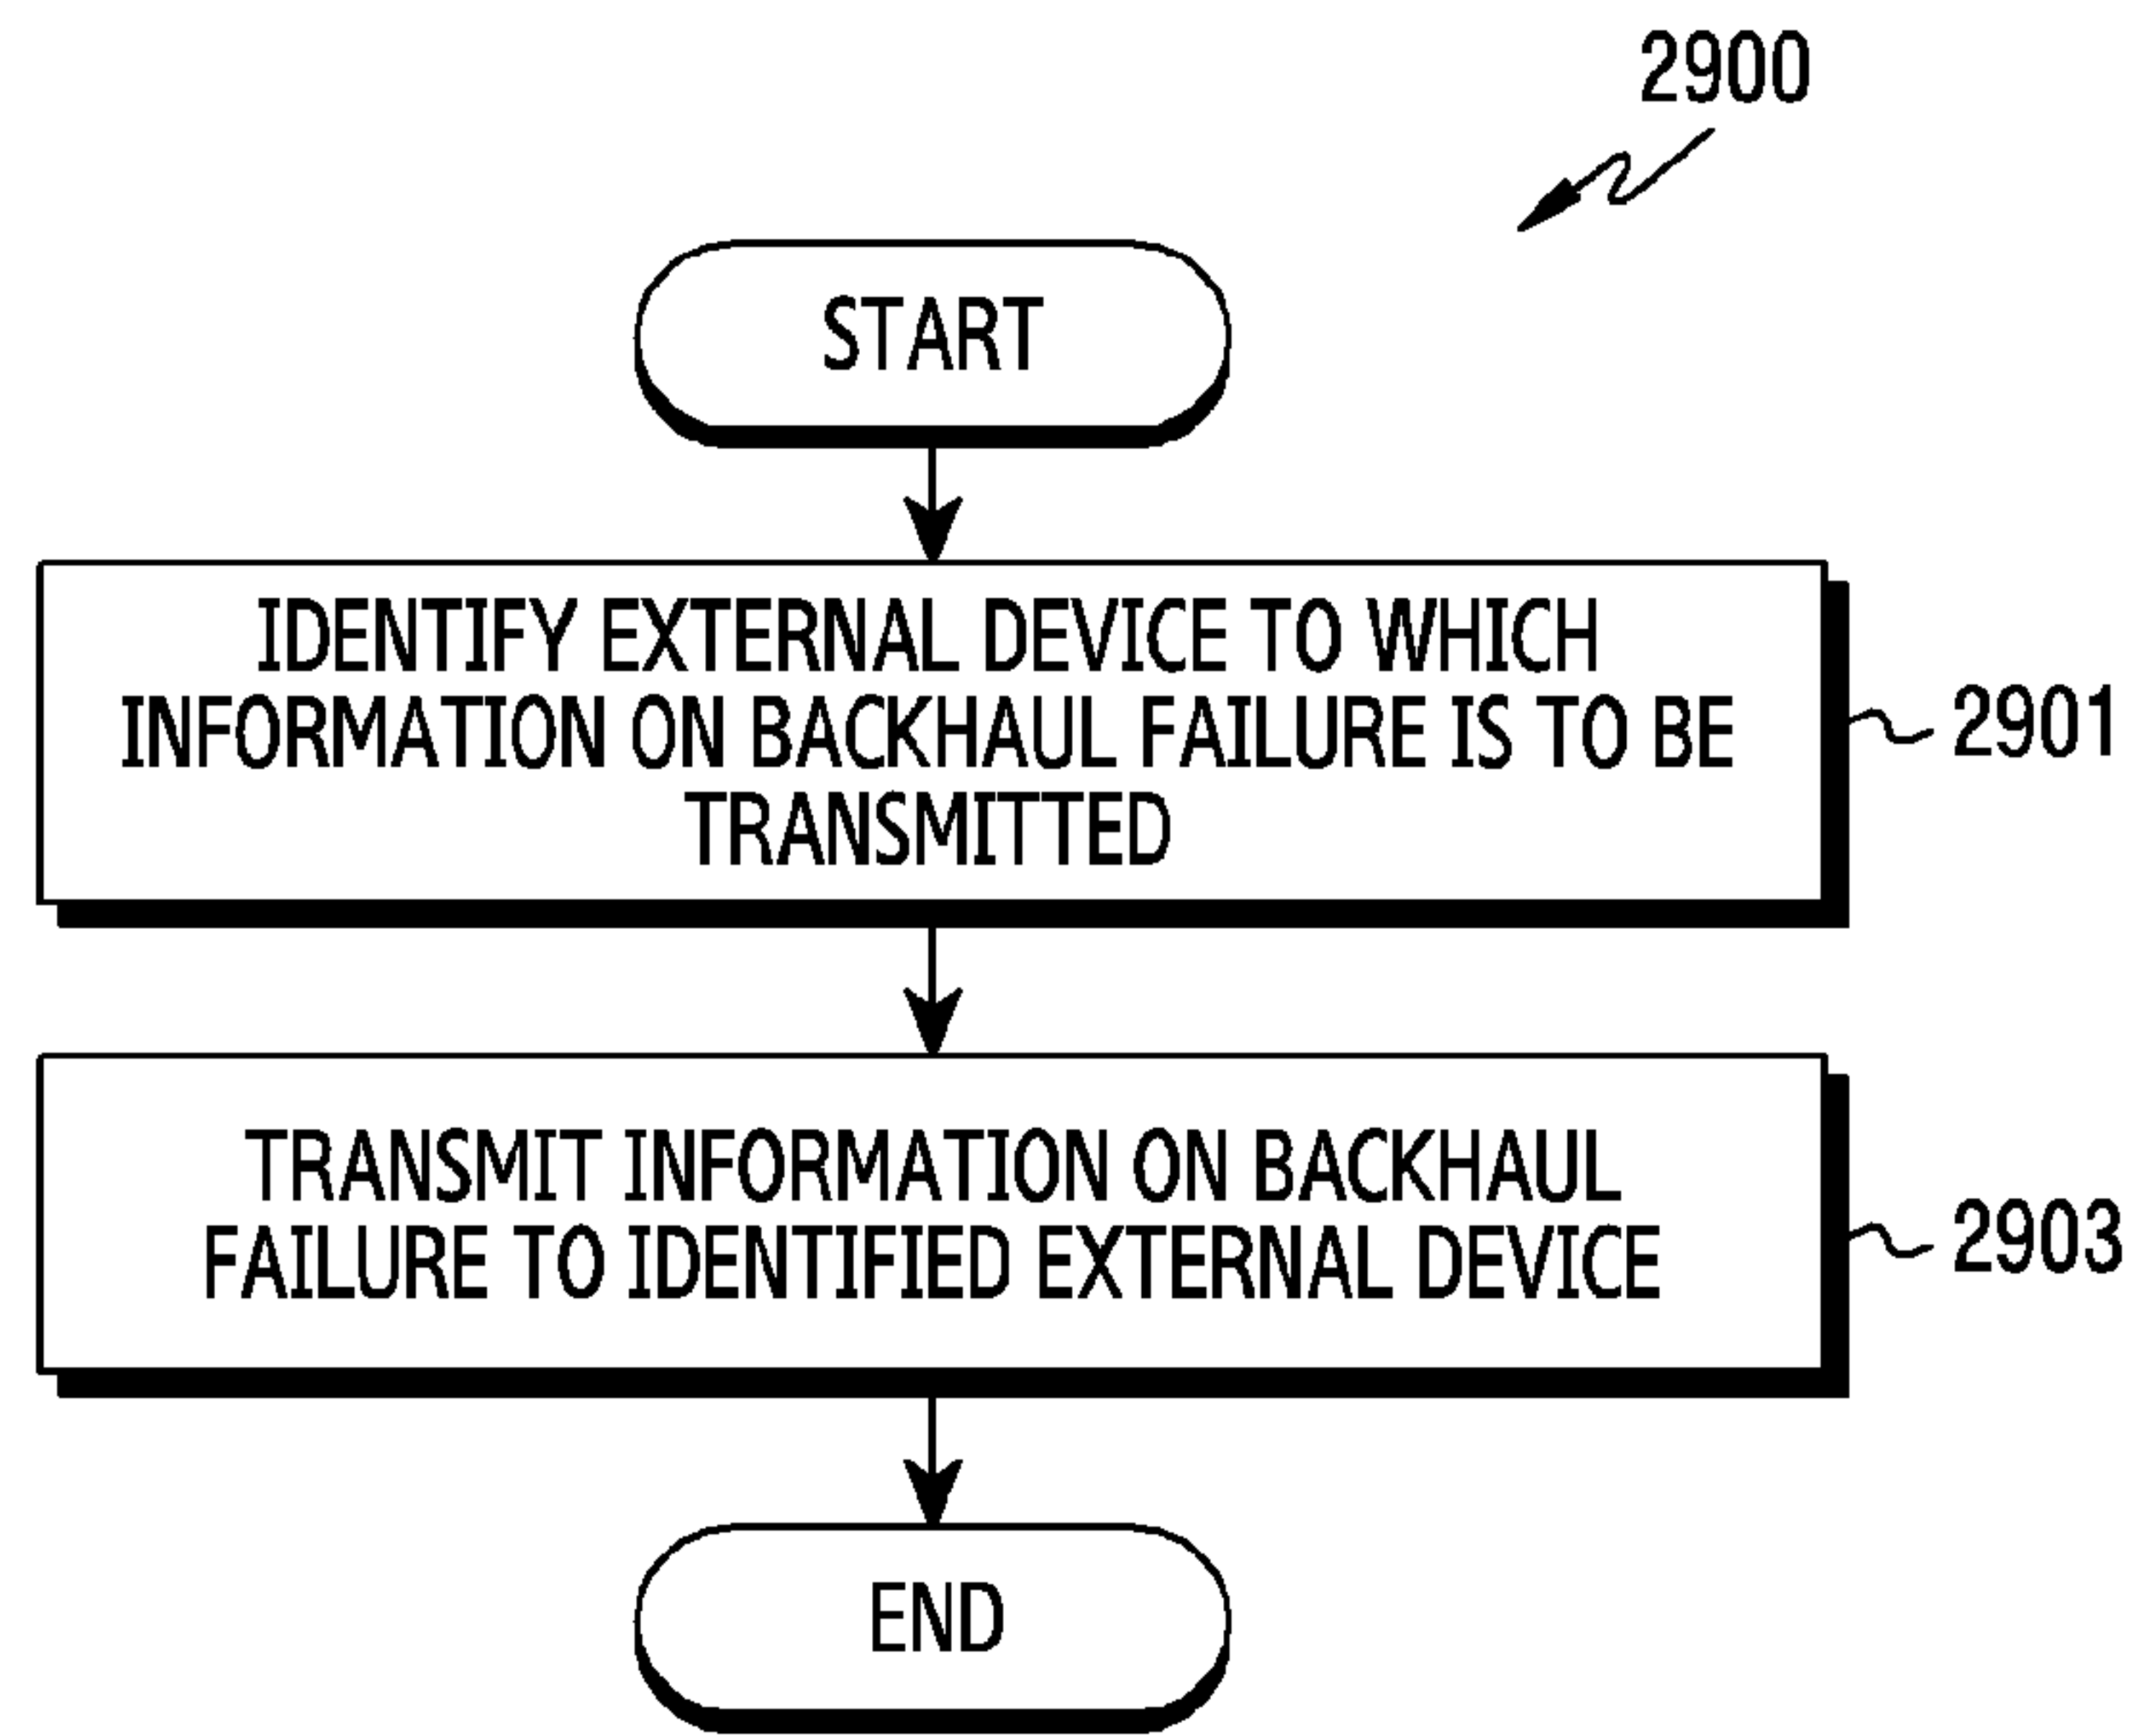 2900
START
IDENTIFY EXTERNAL DEVICE TO WHICH
INFORMATION ON BACKHAUL FAILURE IS TO BE
TRANSMITTED
2901
TRANSMIT INFORMATION ON BACKHAUL
FAILURE TO IDENTIFIED EXTERNAL DEVICE
2903
END